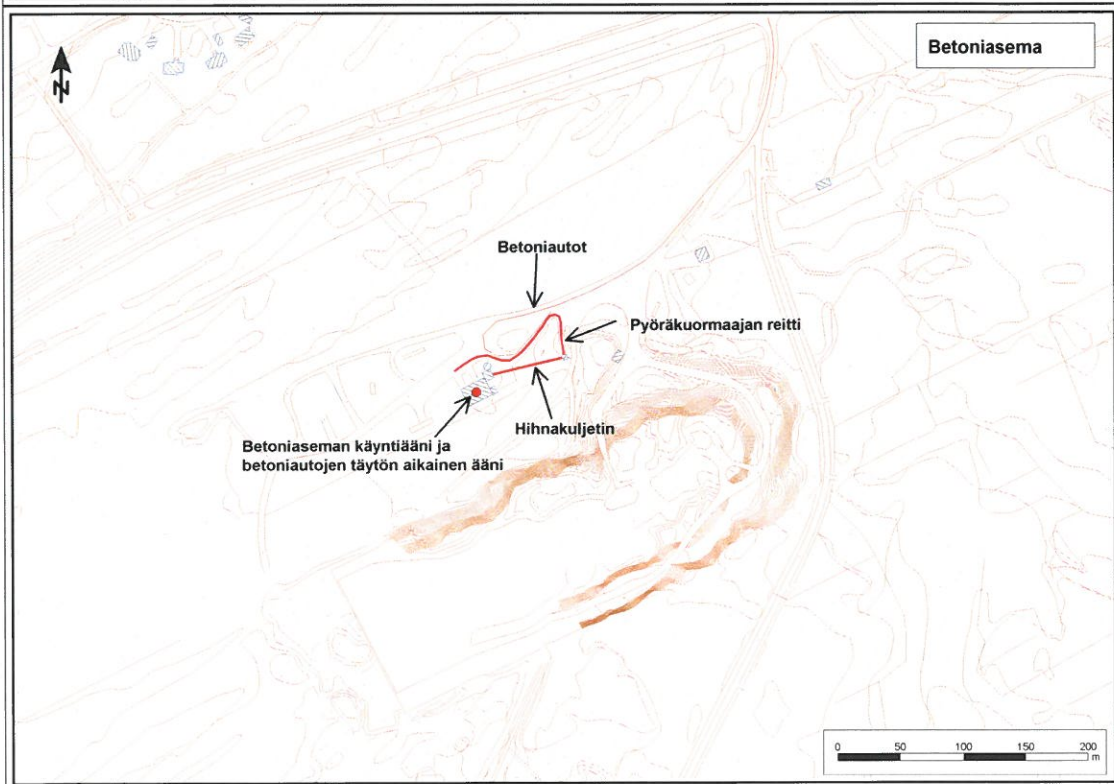 Betoniasema
N
Betoniautot
Pyöräkuormaajan reitti
Hihnakuljetin
Betoniaseman käyntiääni ja
betoniautojen täytön aikainen ääni
0 50 100 150 200
m